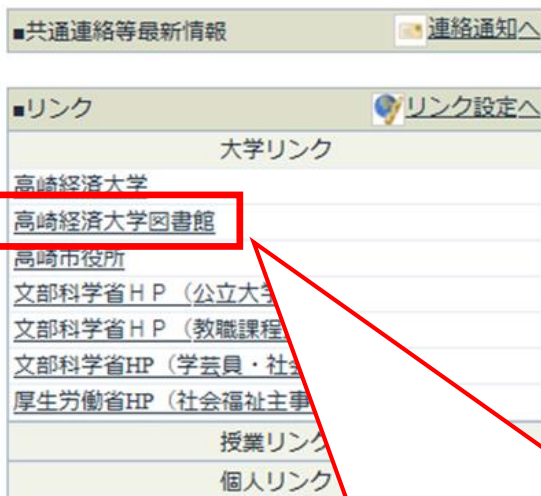 ■共通連絡等最新情報 連絡通知へ
■リンク リンク設定へ
大学リンク
高崎経済大学
高崎経済大学図書館
高崎市役所
文部科学省ＨＰ（公立大学
文部科学省ＨＰ（教職課程
文部科学省HP（学芸員・社会
厚生労働省HP（社会福祉主事
授業リンク
個人リンク